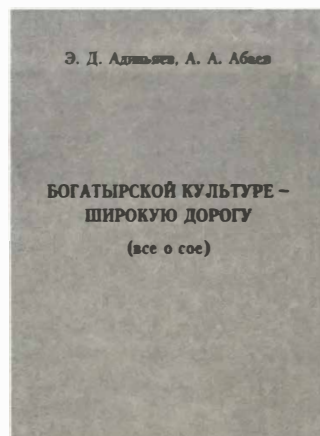 Э. Д. Адиньяев, А. А. Абаев
БОГАТЫРСКОЙ КУЛЬТУРЕ –
ШИРОКУЮ ДОРОГУ
(все о сое)